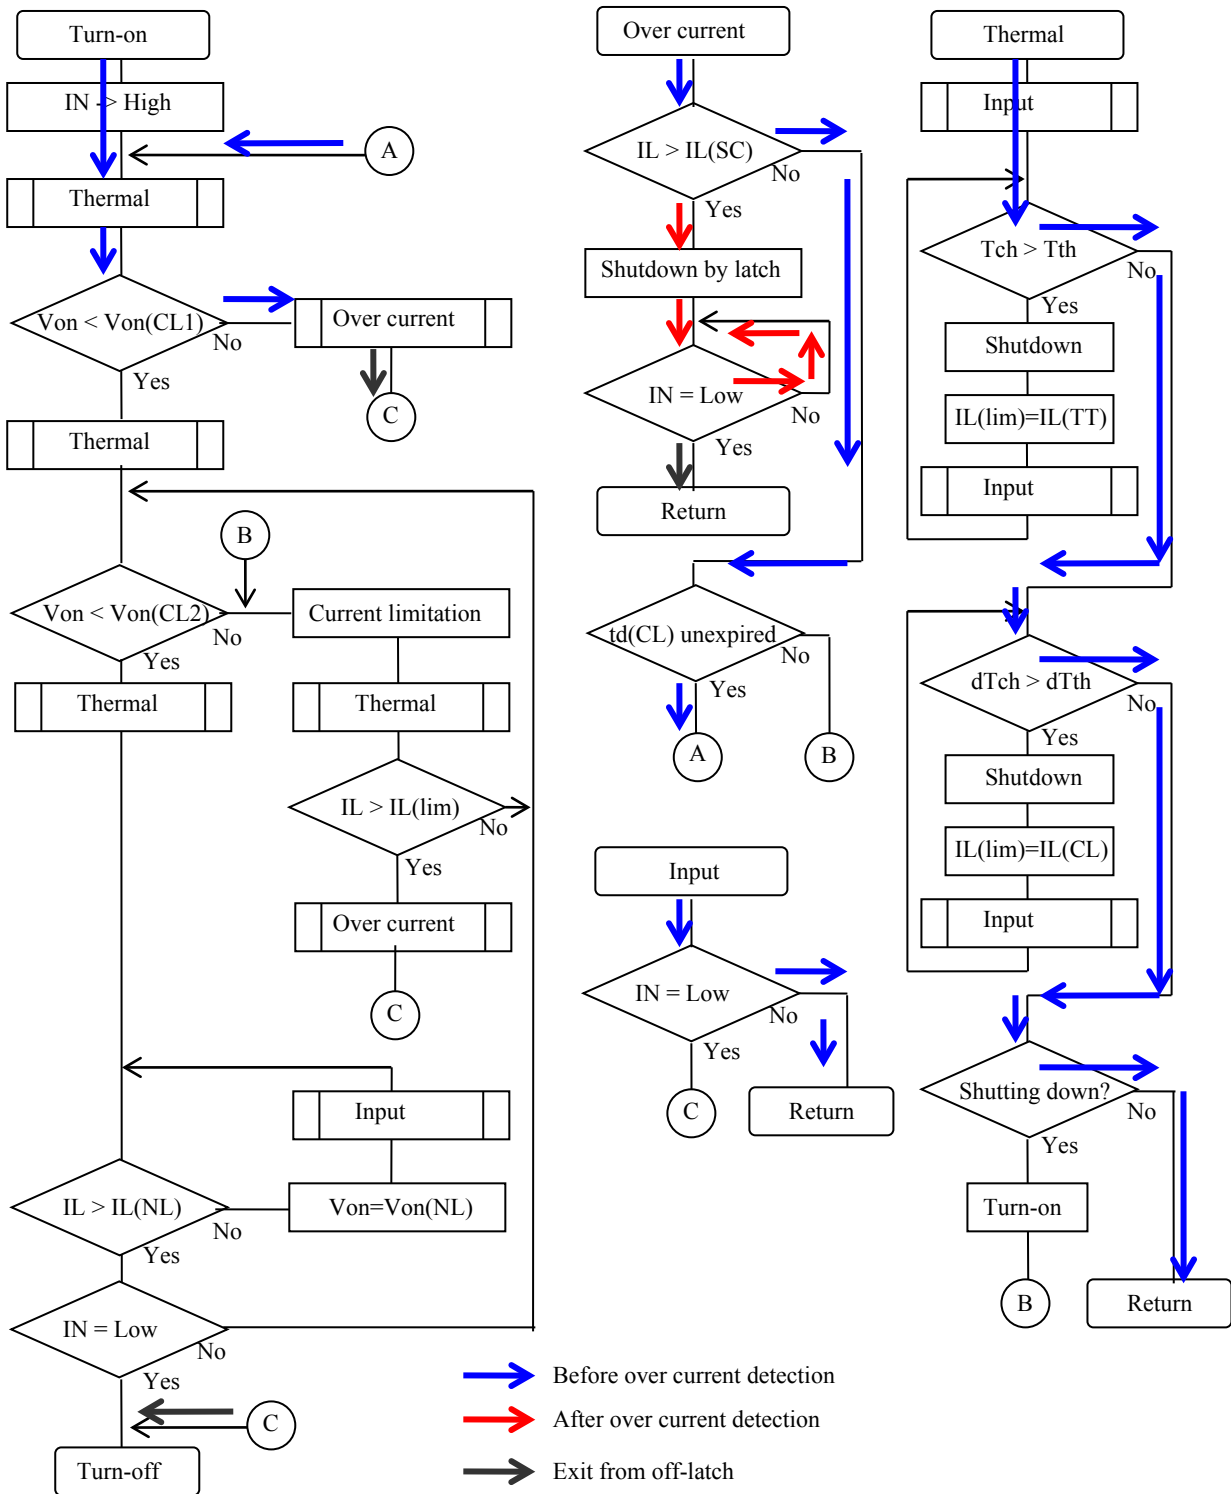 Turn-on
IN -> High
A
Thermal
Von < Von(CL1)
No
Yes
Over current
C
Thermal
B
Von < Von(CL2)
No
Yes
Current limitation
Thermal
Thermal
IL > IL(lim)
No
Yes
Over current
C
Input
Von=Von(NL)
IL > IL(NL)
No
Yes
IN = Low
No
Yes
C
Turn-off
Over current
IL > IL(SC)
No
Yes
Shutdown by latch
IN = Low
No
Yes
Return
td(CL) unexpired
No
Yes
A
B
Input
IN = Low
No
Yes
C
Return
Thermal
Input
Tch > Tth
No
Yes
Shutdown
IL(lim)=IL(TT)
Input
dTch > dTth
No
Yes
Shutdown
IL(lim)=IL(CL)
Input
Shutting down?
No
Yes
Turn-on
B
Return
Before over current detection
After over current detection
Exit from off-latch